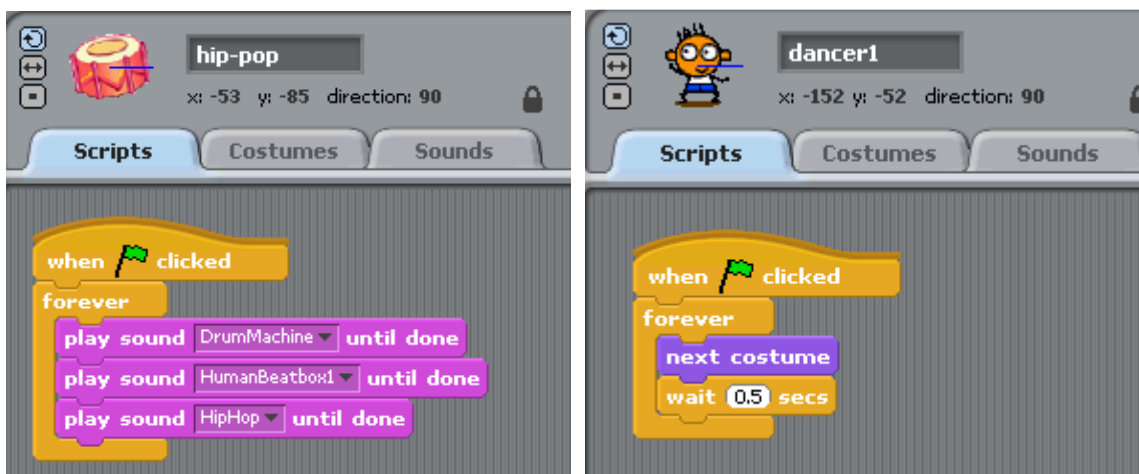 hip-pop
x: -53 y: -85 direction: 90
Scripts Costumes Sounds
when clicked
forever
play sound DrumMachine until done
play sound HumanBeatbox1 until done
play sound HipHop until done
dancer1
x: -152 y: -52 direction: 90
Scripts Costumes Sounds
when clicked
forever
next costume
wait 0.5 secs